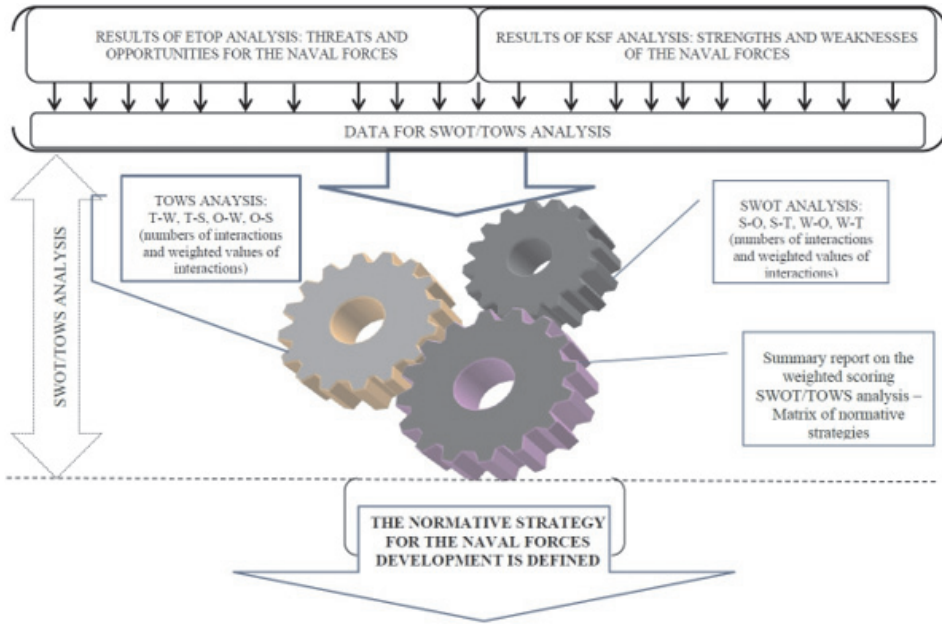 RESULTS OF ETOP ANALYSIS: THREATS AND
OPPORTUNITIES FOR THE NAVAL FORCES
RESULTS OF KSF ANALYSIS: STRENGTHS AND WEAKNESSES
OF THE NAVAL FORCES
DATA FOR SWOT/TOWS ANALYSIS
SWOT/TOWS ANALYSIS
TOWS ANAYSIS:
T-W, T-S, O-W, O-S
(numbers of interactions
and weighted values of
interactions)
SWOT ANALYSIS:
S-O, S-T, W-O, W-T
(numbers of interactions
and weighted values of
interactions)
Summary report on the
weighted scoring
SWOT/TOWS analysis –
Matrix of normative
strategies
THE NORMATIVE STRATEGY
FOR THE NAVAL FORCES
DEVELOPMENT IS DEFINED